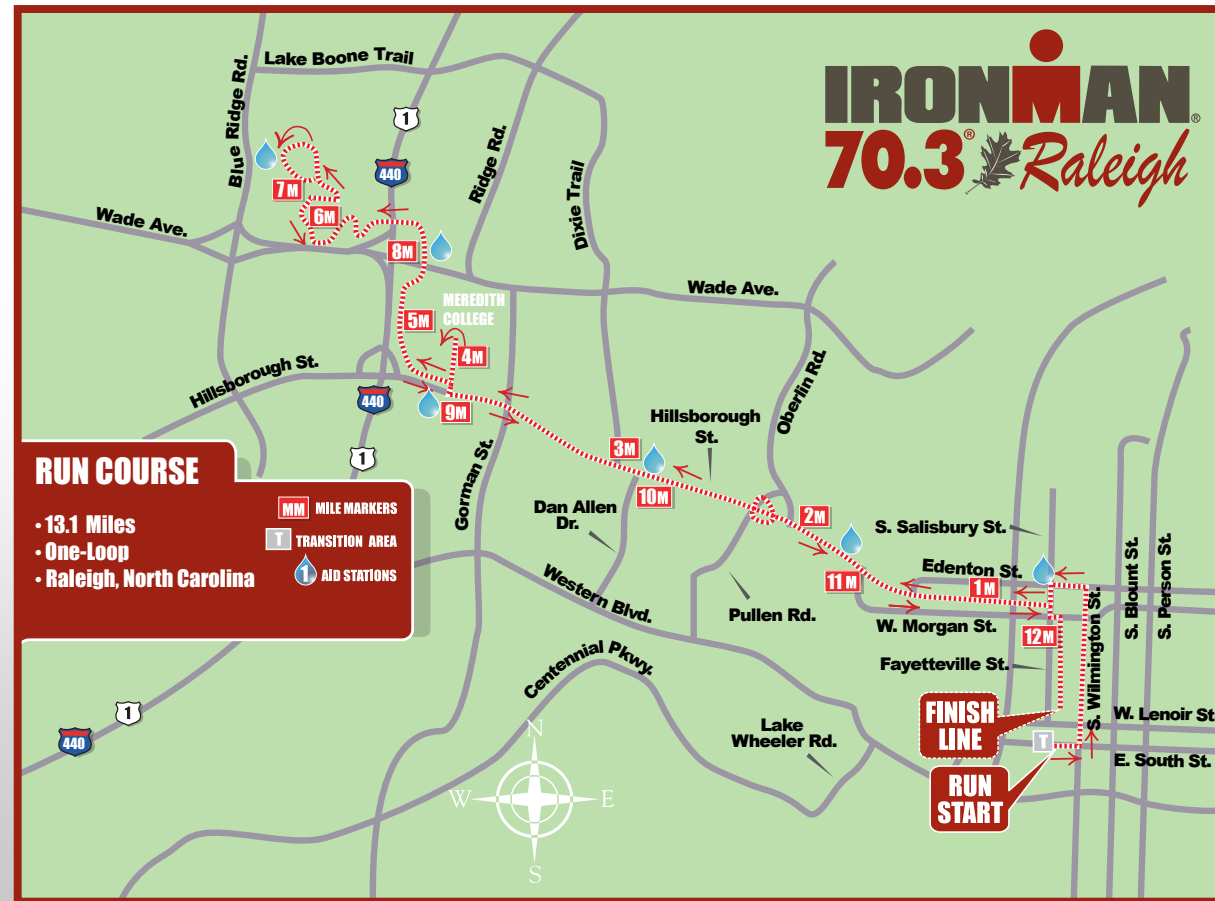 IRONMAN®
70.3® Raleigh
Lake Boone Trail
Blue Ridge Rd.
1
440
Ridge Rd.
Dixie Trail
7M
6M
Wade Ave.
8M
Wade Ave.
MEREDITH
COLLEGE
5M
4M
Hillsborough St.
440
9M
Oberlin Rd.
Hillsborough
St.
1
Gorman St.
3M
10M
Dan Allen
Dr.
2M
S. Salisbury St.
11M
Edenton St.
1M
S. Blount St.
S. Person St.
Western Blvd.
Pullen Rd.
W. Morgan St.
12M
S. Wilmington St.
Fayetteville St.
Centennial Pkwy.
Lake
Wheeler Rd.
FINISH
LINE
W. Lenoir St
T
E. South St.
RUN
START
RUN COURSE
• 13.1 Miles
• One-Loop
• Raleigh, North Carolina
MM MILE MARKERS
T TRANSITION AREA
1 AID STATIONS
1
440
N
W
E
S